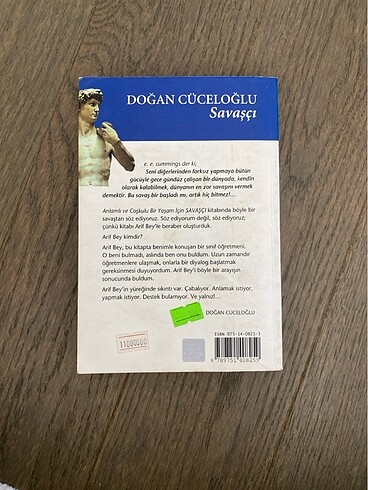 DOĞAN CÜCELOĞLU
Savaşçı
e. e. cummings der ki;
Seni diğerlerinden farksız yapmaya bütün
gücüyle gece gündüz çalışan bir dünyada, kendin
olarak kalabilmek, dünyanın en zor savaşını vermek
demektir. Bu savaş bir başladı mı, artık hiç bitmez!...
Anlamlı ve Coşkulu Bir Yaşam İçin SAVAŞÇI kitabında böyle bir
savaştan söz ediyoruz. Söz ediyorum değil, söz ediyoruz;
çünkü kitabı Arif Bey'le beraber oluşturduk.
Arif Bey kimdir?
Arif Bey, bu kitapta benimle konuşan bir sınıf öğretmeni.
O beni bulmadı, aslında ben onu buldum. Uzun zamandır
öğretmenlere ulaşmak, onlarla bir diyalog başlatmak
gereksinmesi duyuyordum. Arif Bey'i böyle bir arayışın
sonucunda buldum.
Arif Bey'in yüreğinde sıkıntı var. Çabalıyor. Anlamak istiyor,
yapmak istiyor. Destek bulamıyor. Ve yalnız!...
DOĞAN CÜCELOĞLU
ISBN 975-14-0825-3
11000000
9 789751 408259